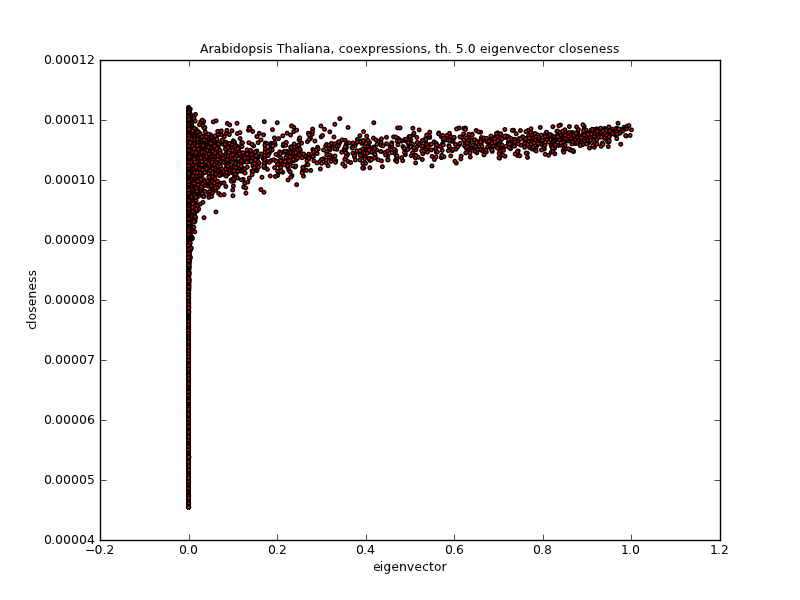 Arabidopsis Thaliana, coexpressions, th. 5.0 eigenvector closeness
0.00012
0.00011
0.00010
0.00009
0.00008
0.00007
0.00006
0.00005
0.00004
closeness
−0.2 0.0 0.2 0.4 0.6 0.8 1.0 1.2
eigenvector